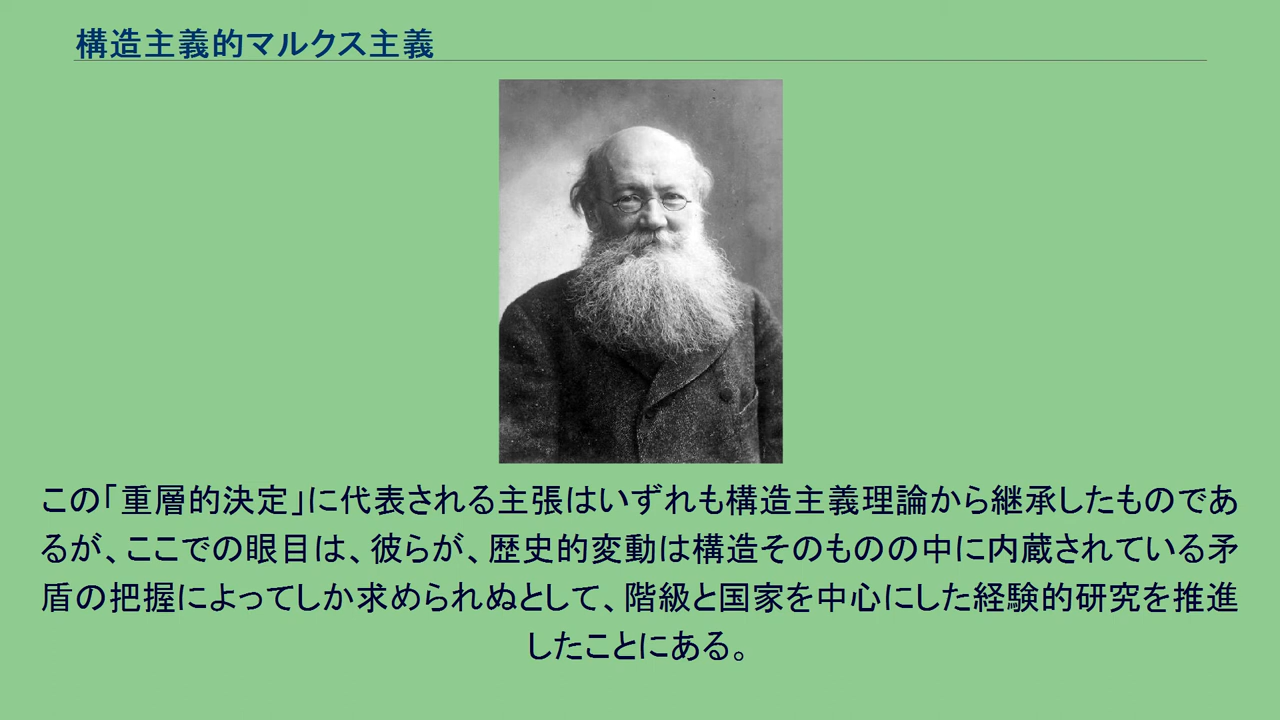 構造主義的マルクス主義
この「重層的決定」に代表される主張はいずれも構造主義理論から継承したものであ
るが、ここでの眼目は、彼らが、歴史的変動は構造そのものの中に内蔵されている矛
盾の把握によってしか求められぬとして、階級と国家を中心にした経験的研究を推進
したことにある。